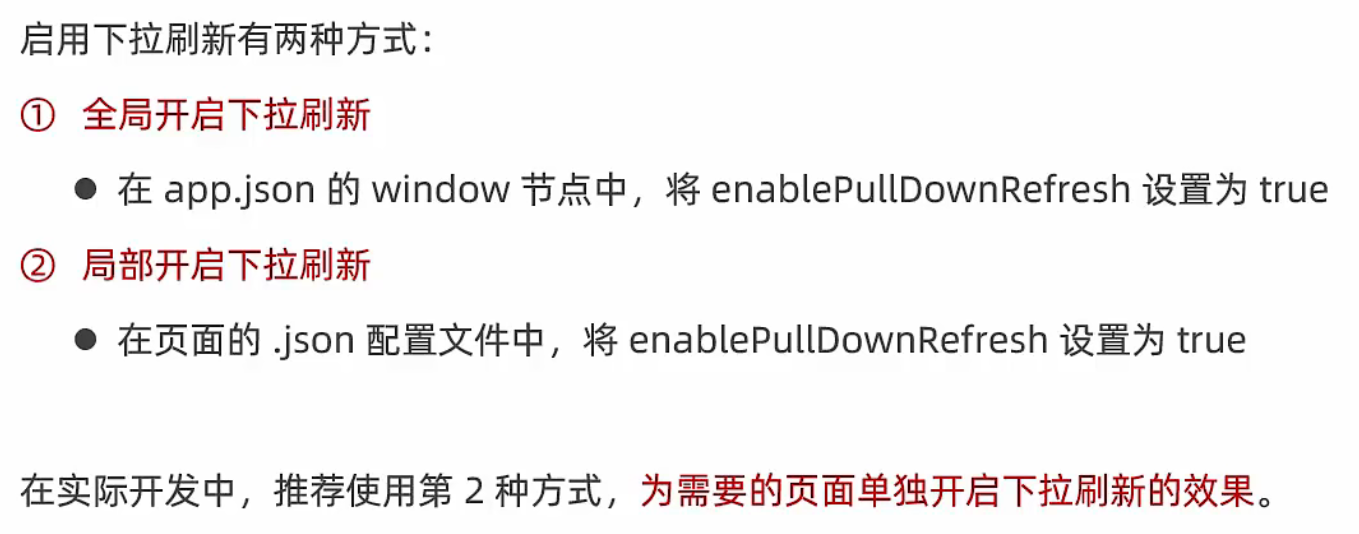 启用下拉刷新有两种方式：
① 全局开启下拉刷新
● 在 app.json 的 window 节点中，将 enablePullDownRefresh 设置为 true
② 局部开启下拉刷新
● 在页面的 .json 配置文件中，将 enablePullDownRefresh 设置为 true
在实际开发中，推荐使用第 2 种方式，为需要的页面单独开启下拉刷新的效果。